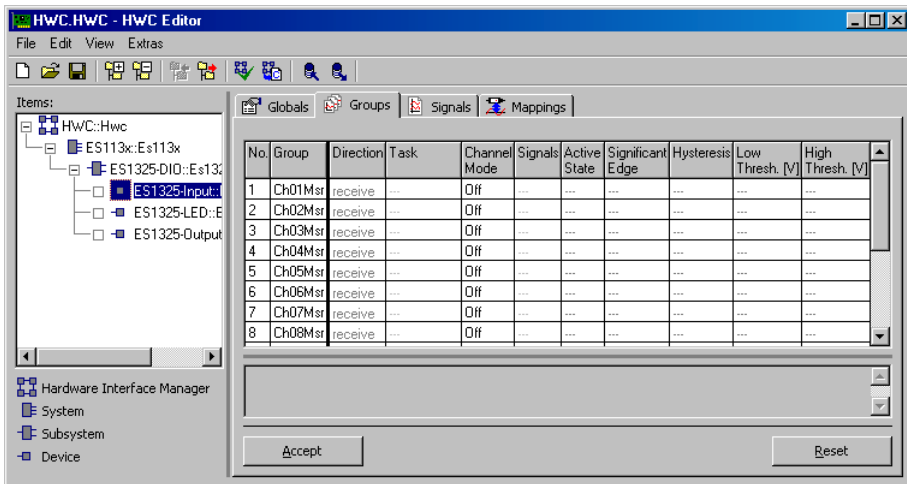 HWC.HWC - HWC Editor
File Edit View Extras
Items:
HWC::Hwc
ES113x::Es113x
ES1325-DIO::Es132
ES1325-Input::
ES1325-LED::E
ES1325-Output
Hardware Interface Manager
System
Subsystem
Device
Globals Groups Signals Mappings
No. Group Direction Task Channel Mode Signals Active State Significant Edge Hysteresis Low Thresh. [V] High Thresh. [V]
1 Ch01Msr receive --- Off --- --- --- --- --- ---
2 Ch02Msr receive --- Off --- --- --- --- --- ---
3 Ch03Msr receive --- Off --- --- --- --- --- ---
4 Ch04Msr receive --- Off --- --- --- --- --- ---
5 Ch05Msr receive --- Off --- --- --- --- --- ---
6 Ch06Msr receive --- Off --- --- --- --- --- ---
7 Ch07Msr receive --- Off --- --- --- --- --- ---
8 Ch08Msr receive --- Off --- --- --- --- --- ---
Accept Reset